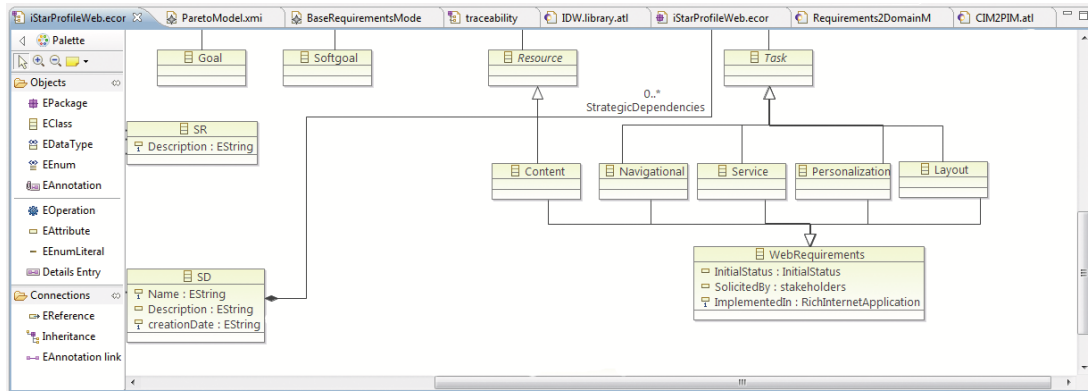 iStarProfileWeb.ecor
ParetoModel.xmi
BaseRequirementsMode
traceability
IDW.library.atl
iStarProfileWeb.ecor
Requirements2DomainM
CIM2PIM.atl
Palette
Objects
EPackage
EClass
EDataType
EEnum
EAnnotation
EOperation
EAttribute
EEnumLiteral
Details Entry
Connections
EReference
Inheritance
EAnnotation link
Goal
Softgoal
Resource
Task
0..*
StrategicDependencies
SR
Description : EString
Content
Navigational
Service
Personalization
Layout
WebRequirements
InitialStatus : InitialStatus
SolicitedBy : stakeholders
ImplementedIn : RichInternetApplication
SD
Name : EString
Description : EString
creationDate : EString